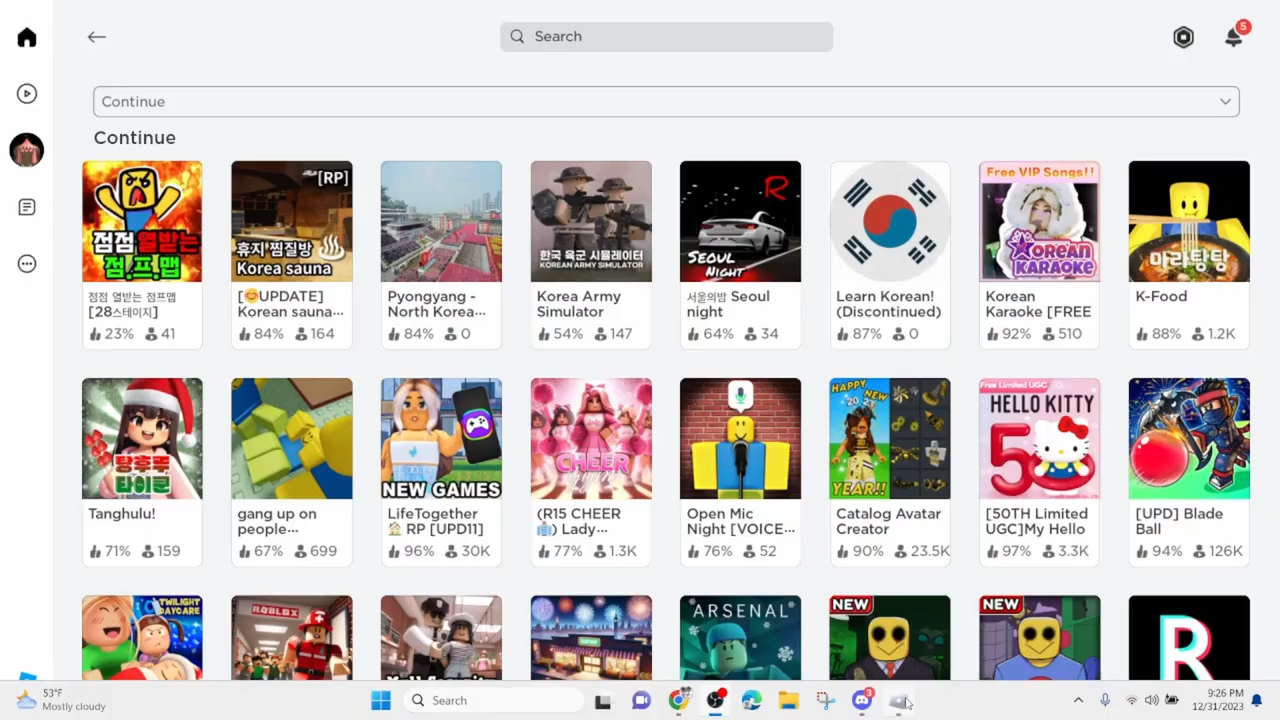 Search
5
Continue
Continue
점점 열받는
점.프.맵
점점 열받는 점프맵
[28스테이지]
23% 41
[RP]
휴지 찜질방
Korea sauna
[😊UPDATE]
Korean sauna...
84% 164
Pyongyang -
North Korea...
84% 0
한국 육군 시뮬레이터
KOREAN ARMY SIMULATOR
Korea Army
Simulator
54% 147
R
SEOUL
NIGHT
서울의밤 Seoul
night
64% 34
Learn Korean!
(Discontinued)
87% 0
Free VIP Songs!!
KOREAN
KARAOKE
Korean
Karaoke [FREE
92% 510
마라탕탕
K-Food
88% 1.2K
탕후루
타이쿤
Tanghulu!
71% 159
gang up on
people...
67% 699
NEW GAMES
LifeTogether
🏠 RP [UPD11]
96% 30K
CHEER
(R15 CHEER
🏫) Lady...
77% 1.3K
Open Mic
Night [VOICE...
76% 52
HAPPY NEW
YEAR!!
Catalog Avatar
Creator
90% 23.5K
Free Limited UGC
HELLO KITTY
50
[50TH Limited
UGC]My Hello
97% 3.3K
[UPD] Blade
Ball
94% 126K
TWILIGHT
DAYCARE
ROBLOX
ARSENAL
NEW
NEW
R
53°F
Mostly cloudy
Search
3
9:26 PM
12/31/2023